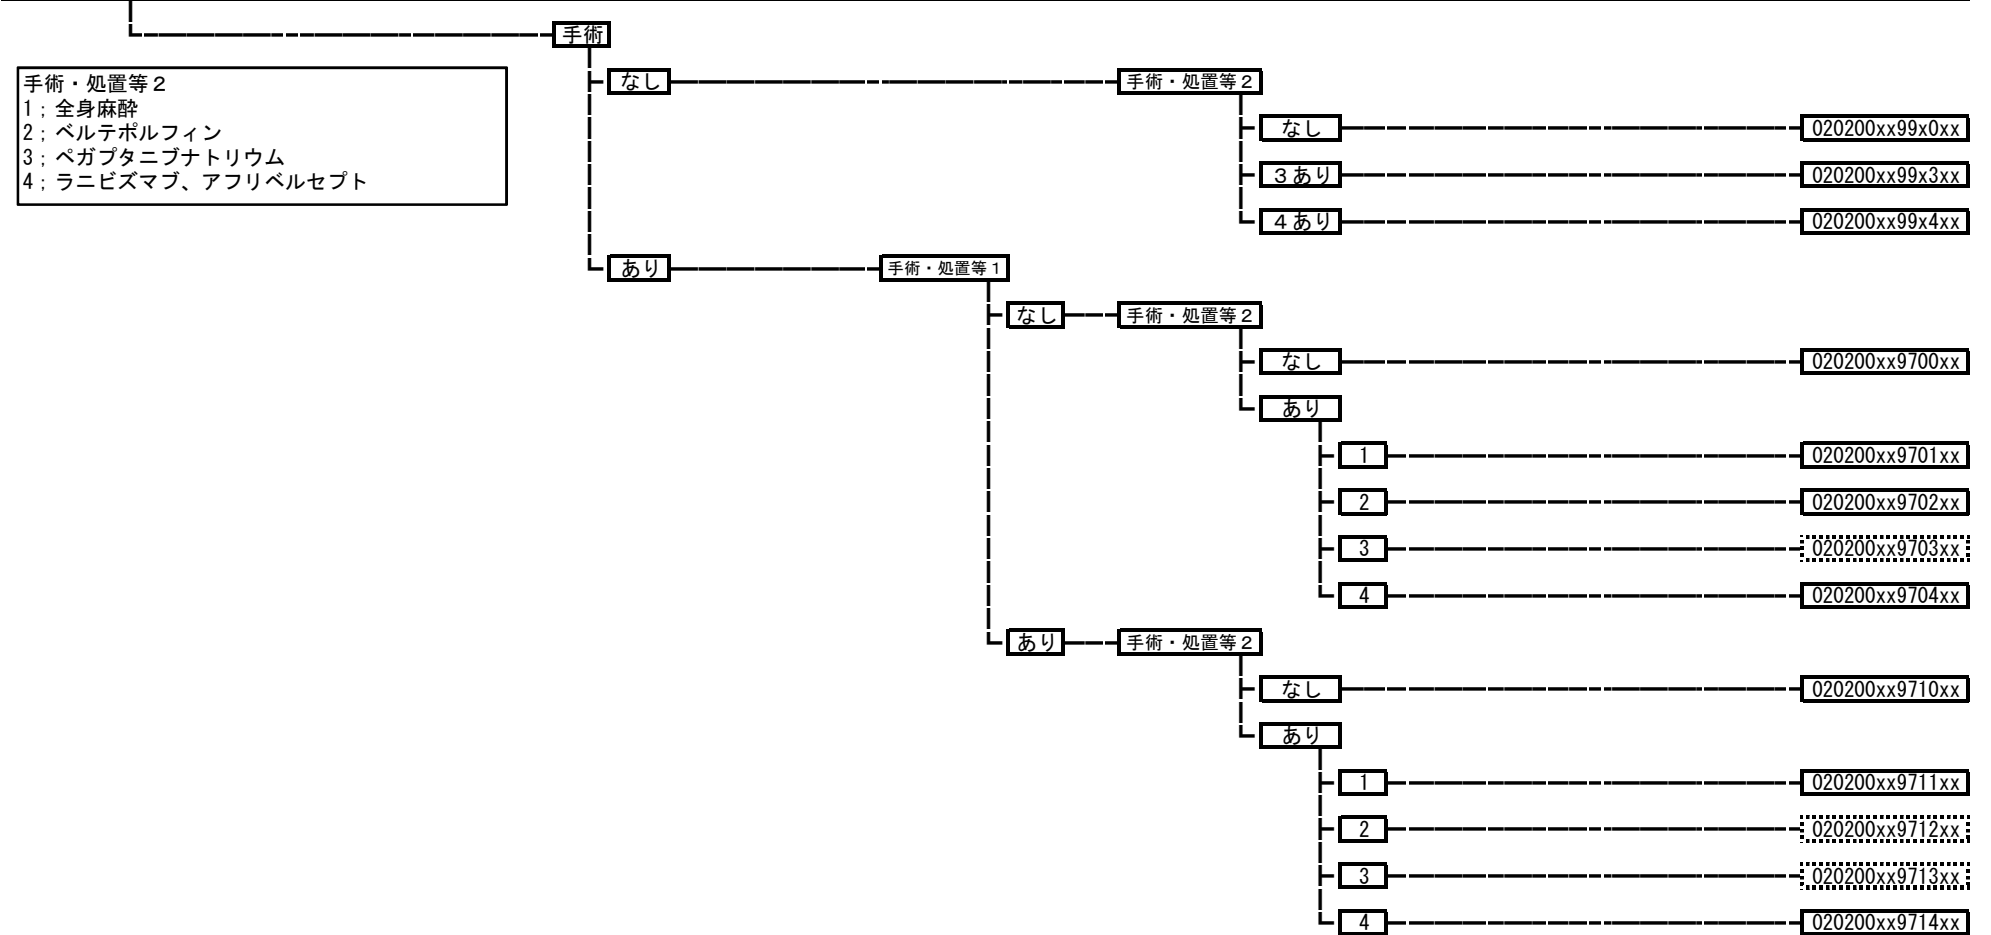 手術
手術・処置等２
1；全身麻酔
2；ベルテポルフィン
3；ペガプタニブナトリウム
4；ラニビズマブ、アフリベルセプト
なし
手術・処置等２
なし
020200xx99x0xx
３あり
020200xx99x3xx
４あり
020200xx99x4xx
あり
手術・処置等１
なし
手術・処置等２
なし
020200xx9700xx
あり
1
020200xx9701xx
2
020200xx9702xx
3
020200xx9703xx
4
020200xx9704xx
あり
手術・処置等２
なし
020200xx9710xx
あり
1
020200xx9711xx
2
020200xx9712xx
3
020200xx9713xx
4
020200xx9714xx